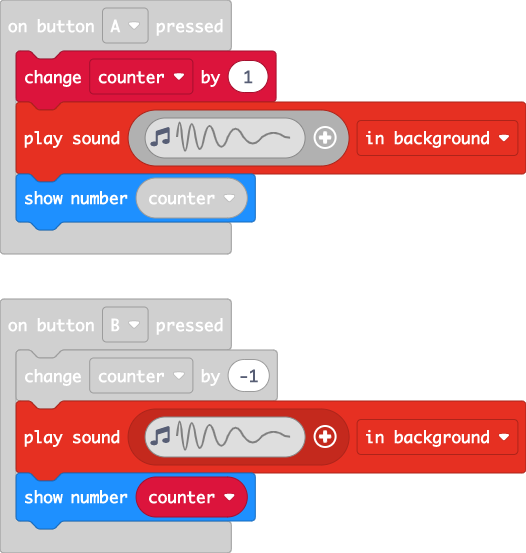 on button A pressed
change counter by 1
play sound in background
show number counter
on button B pressed
change counter by -1
play sound in background
show number counter